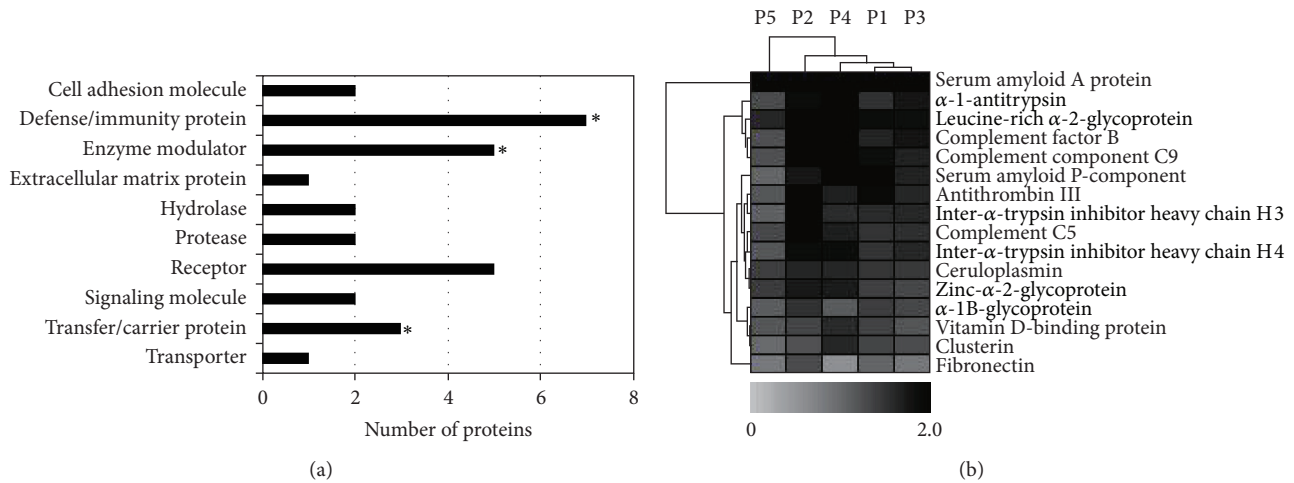 Cell adhesion molecule
Defense/immunity protein
*
Enzyme modulator
*
Extracellular matrix protein
Hydrolase
Protease
Receptor
Signaling molecule
Transfer/carrier protein
*
Transporter
0 2 4 6 8
Number of proteins
(a)
P5 P2 P4 P1 P3
Serum amyloid A protein
α-1-antitrypsin
Leucine-rich α-2-glycoprotein
Complement factor B
Complement component C9
Serum amyloid P-component
Antithrombin III
Inter-α-trypsin inhibitor heavy chain H3
Complement C5
Inter-α-trypsin inhibitor heavy chain H4
Ceruloplasmin
Zinc-α-2-glycoprotein
α-1B-glycoprotein
Vitamin D-binding protein
Clusterin
Fibronectin
0 2.0
(b)